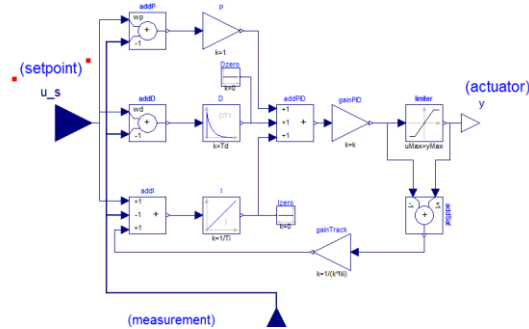 addP
P
wp
+
-1
k=1
(setpoint)
u_s
Dzero
k=0
addD
D
wd
+
-1
DT1
k=Td
addPID
+1
+1
+
+1
gainPID
k=k
limiter
uMax=yMax
(actuator)
y
addI
I
+1
-1
+
+1
I
k=1/Ti
Izero
k=0
addSat
+
gainTrack
k=1/(k*Ni)
(measurement)